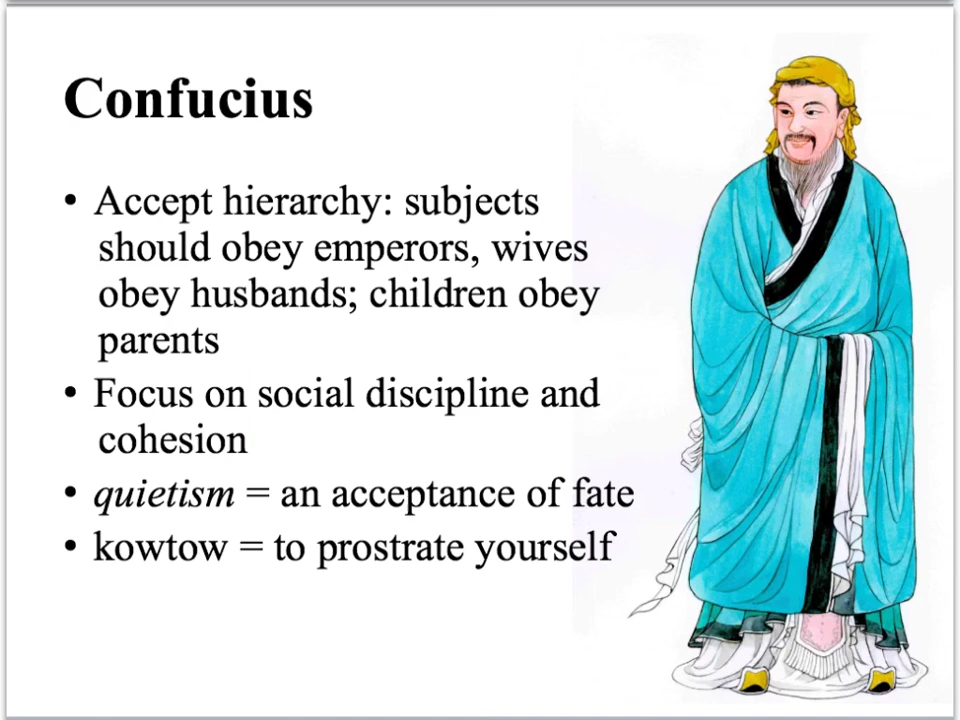 Confucius
• Accept hierarchy: subjects
should obey emperors, wives
obey husbands; children obey
parents
• Focus on social discipline and
cohesion
• quietism = an acceptance of fate
• kowtow = to prostrate yourself